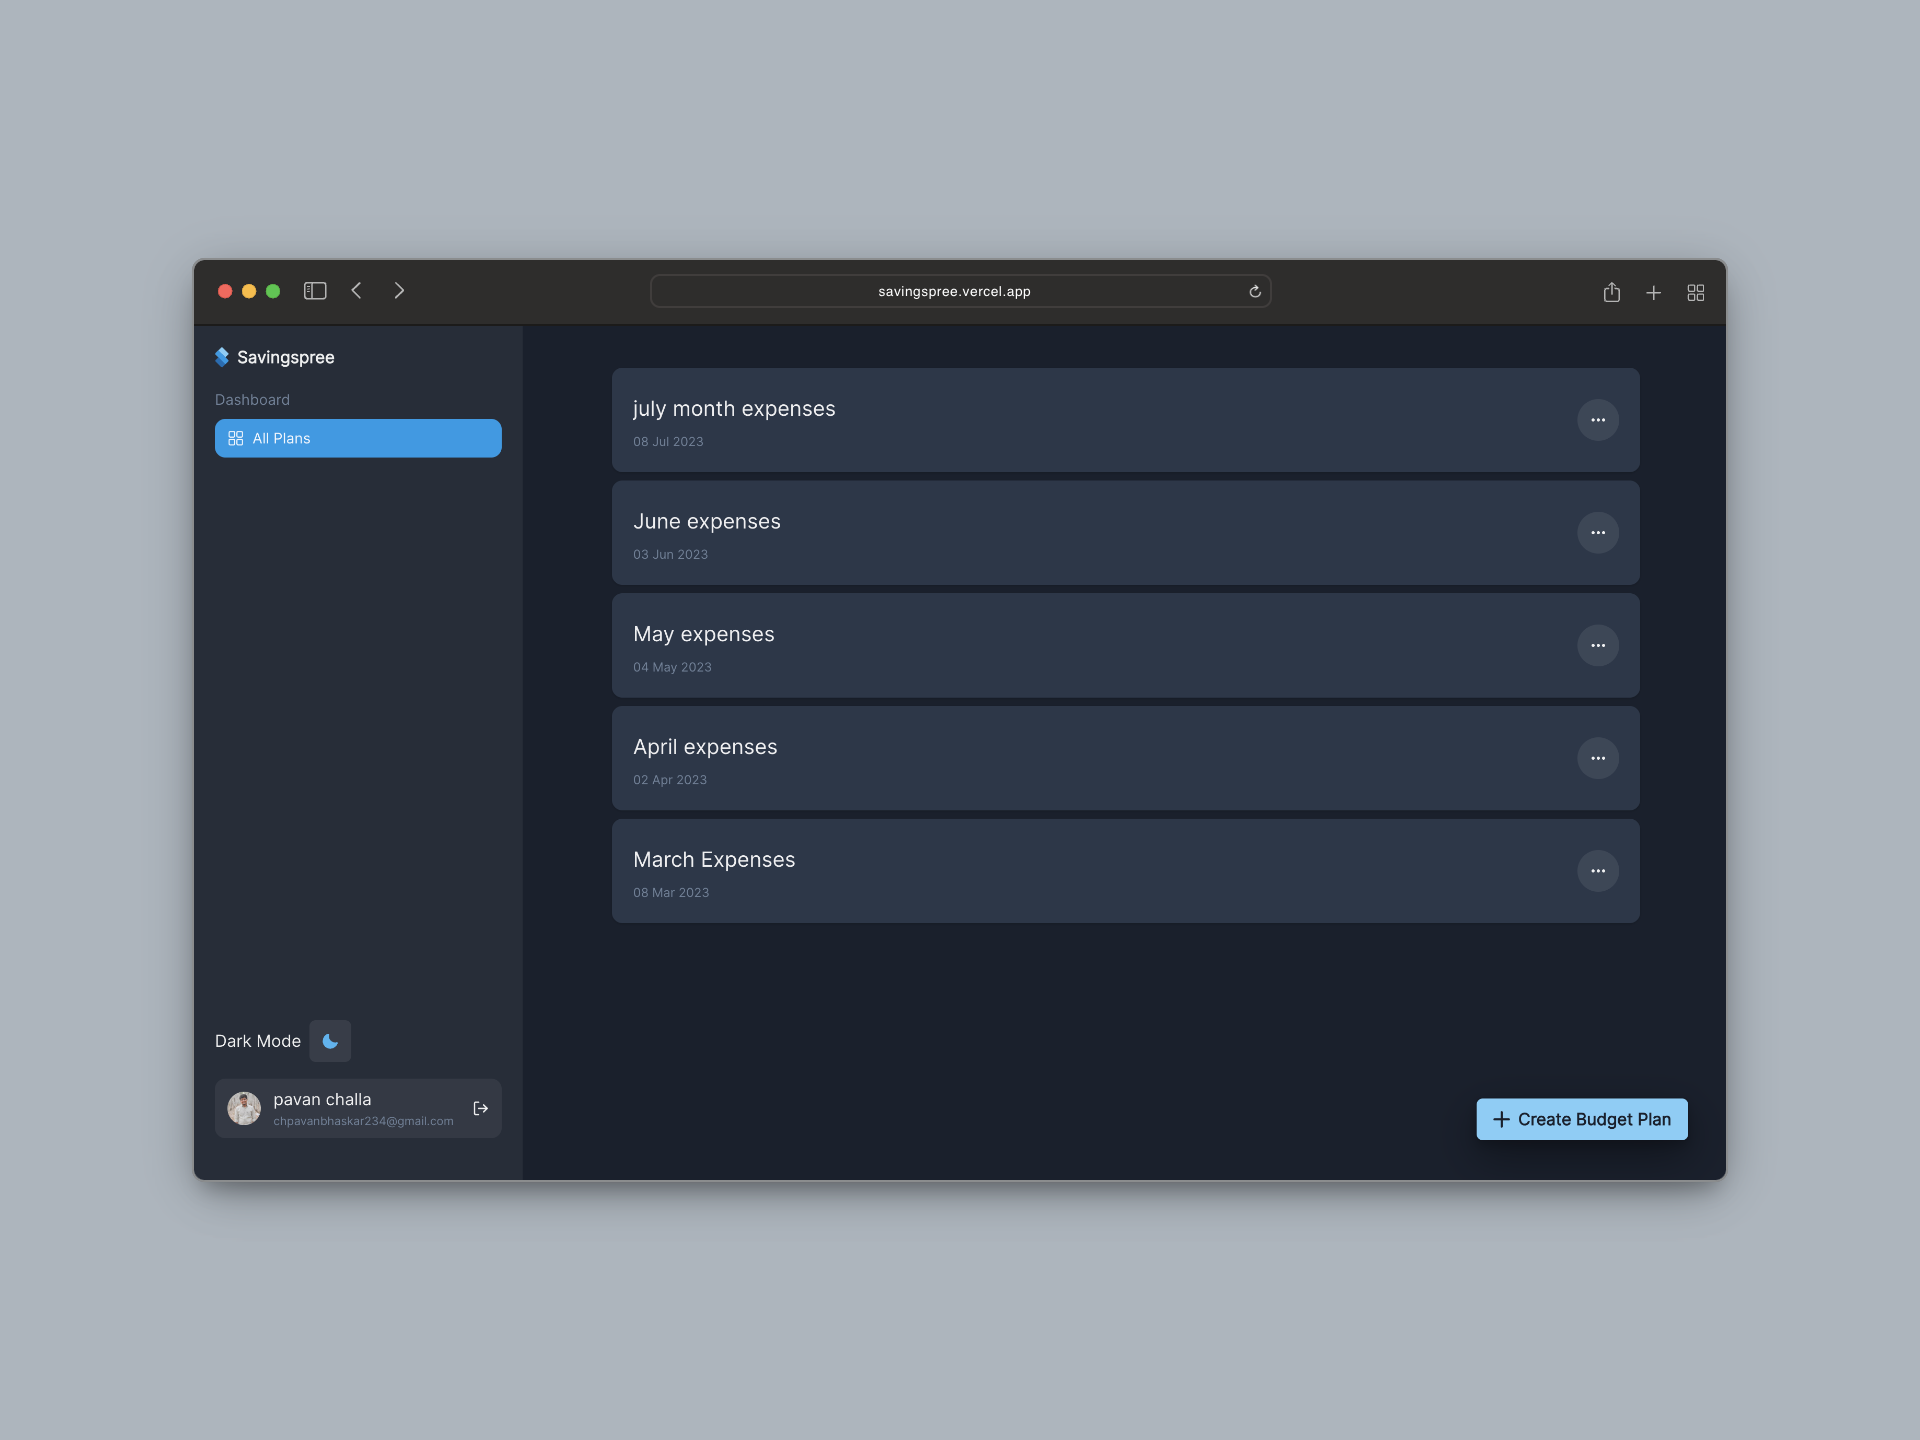 savingspree.vercel.app
Savingspree
Dashboard
All Plans
july month expenses
08 Jul 2023
June expenses
03 Jun 2023
May expenses
04 May 2023
April expenses
02 Apr 2023
March Expenses
08 Mar 2023
Dark Mode
pavan challa
chpavanbhaskar234@gmail.com
Create Budget Plan